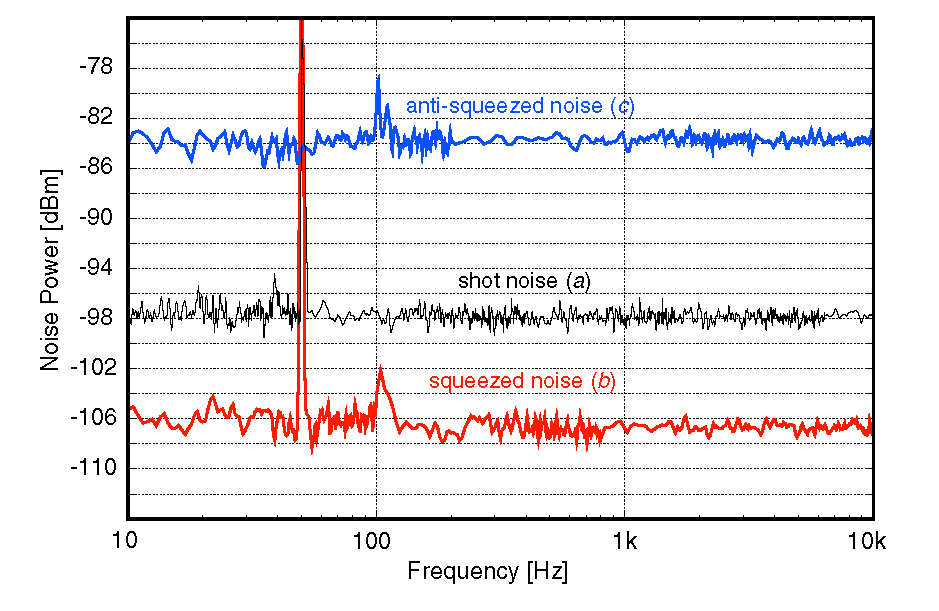 -78
-82
-86
-90
-94
-98
-102
-106
-110
Noise Power [dBm]
anti-squeezed noise (c)
shot noise (a)
squeezed noise (b)
10 100 1k 10k
Frequency [Hz]